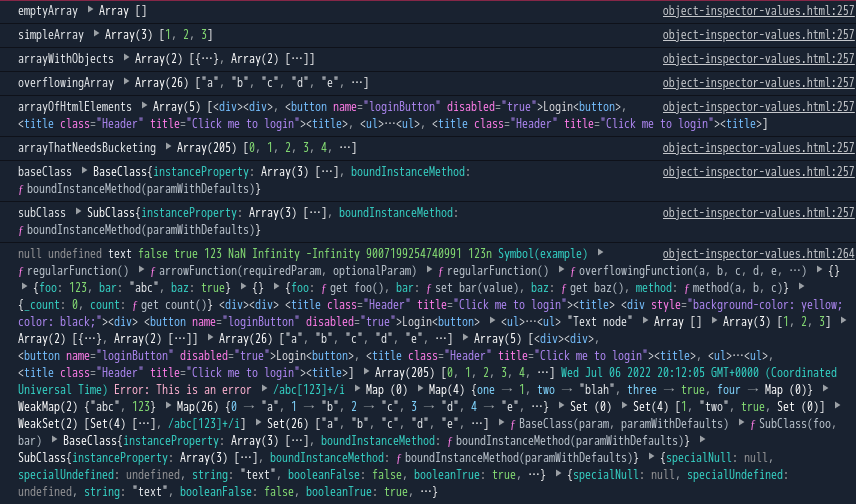 emptyArray ▶ Array [] object-inspector-values.html:257
simpleArray ▶ Array(3) [1, 2, 3] object-inspector-values.html:257
arrayWithObjects ▶ Array(2) [{…}, Array(2) […]] object-inspector-values.html:257
overflowingArray ▶ Array(26) ["a", "b", "c", "d", "e", …] object-inspector-values.html:257
arrayOfHtmlElements ▶ Array(5) [<div><div>, <button name="loginButton" disabled="true">Login<button>, object-inspector-values.html:257
<title class="Header" title="Click me to login"><title>, <ul>…<ul>, <title class="Header" title="Click me to login"><title>]
arrayThatNeedsBucketing ▶ Array(205) [0, 1, 2, 3, 4, …] object-inspector-values.html:257
baseClass ▶ BaseClass{instanceProperty: Array(3) […], boundInstanceMethod: object-inspector-values.html:257
ƒ boundInstanceMethod(paramWithDefaults)}
subClass ▶ SubClass{instanceProperty: Array(3) […], boundInstanceMethod: object-inspector-values.html:257
ƒ boundInstanceMethod(paramWithDefaults)}
null undefined text false true 123 NaN Infinity -Infinity 9007199254740991 123n Symbol(example) ▶ object-inspector-values.html:264
ƒ regularFunction() ▶ ƒ arrowFunction(requiredParam, optionalParam) ▶ ƒ regularFunction() ▶ ƒ overflowingFunction(a, b, c, d, e, …) ▶ {}
▶ {foo: 123, bar: "abc", baz: true} ▶ {} ▶ {foo: ƒ get foo(), bar: ƒ set bar(value), baz: ƒ get baz(), method: ƒ method(a, b, c)} ▶
{_count: 0, count: ƒ get count()} <div><div> <title class="Header" title="Click me to login"><title> <div style="background-color: yellow;
color: black;"><div> <button name="loginButton" disabled="true">Login<button> ▶ <ul>…<ul> "Text node" ▶ Array [] ▶ Array(3) [1, 2, 3] ▶
Array(2) [{…}, Array(2) […]] ▶ Array(26) ["a", "b", "c", "d", "e", …] ▶ Array(5) [<div><div>,
<button name="loginButton" disabled="true">Login<button>, <title class="Header" title="Click me to login"><title>, <ul>…<ul>,
<title class="Header" title="Click me to login"><title>] ▶ Array(205) [0, 1, 2, 3, 4, …] Wed Jul 06 2022 20:12:05 GMT+0000 (Coordinated
Universal Time) Error: This is an error ▶ /abc[123]+/i ▶ Map (0) ▶ Map(4) {one → 1, two → "blah", three → true, four → Map (0)} ▶
WeakMap(2) {"abc", 123} ▶ Map(26) {0 → "a", 1 → "b", 2 → "c", 3 → "d", 4 → "e", …} ▶ Set (0) ▶ Set(4) [1, "two", true, Set (0)] ▶
WeakSet(2) [Set(4) […], /abc[123]+/i] ▶ Set(26) ["a", "b", "c", "d", "e", …] ▶ ƒ BaseClass(param, paramWithDefaults) ▶ ƒ SubClass(foo,
bar) ▶ BaseClass{instanceProperty: Array(3) […], boundInstanceMethod: ƒ boundInstanceMethod(paramWithDefaults)} ▶
SubClass{instanceProperty: Array(3) […], boundInstanceMethod: ƒ boundInstanceMethod(paramWithDefaults)} ▶ {specialNull: null,
specialUndefined: undefined, string: "text", booleanFalse: false, booleanTrue: true, …} ▶ {specialNull: null, specialUndefined:
undefined, string: "text", booleanFalse: false, booleanTrue: true, …}